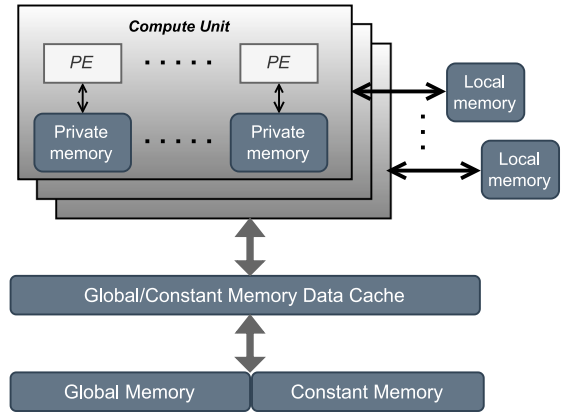 Compute Unit
PE
PE
Private
memory
Private
memory
Local
memory
Local
memory
Global/Constant Memory Data Cache
Global Memory
Constant Memory